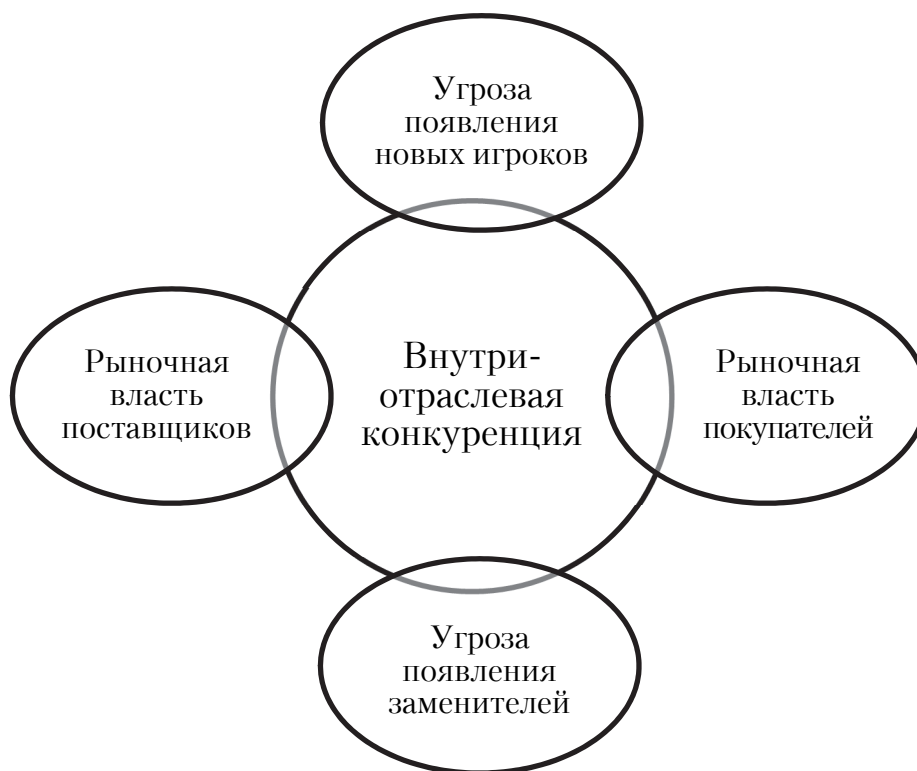 Угроза
появления
новых игроков
Рыночная
власть
поставщиков
Внутри-
отраслевая
конкуренция
Рыночная
власть
покупателей
Угроза
появления
заменителей